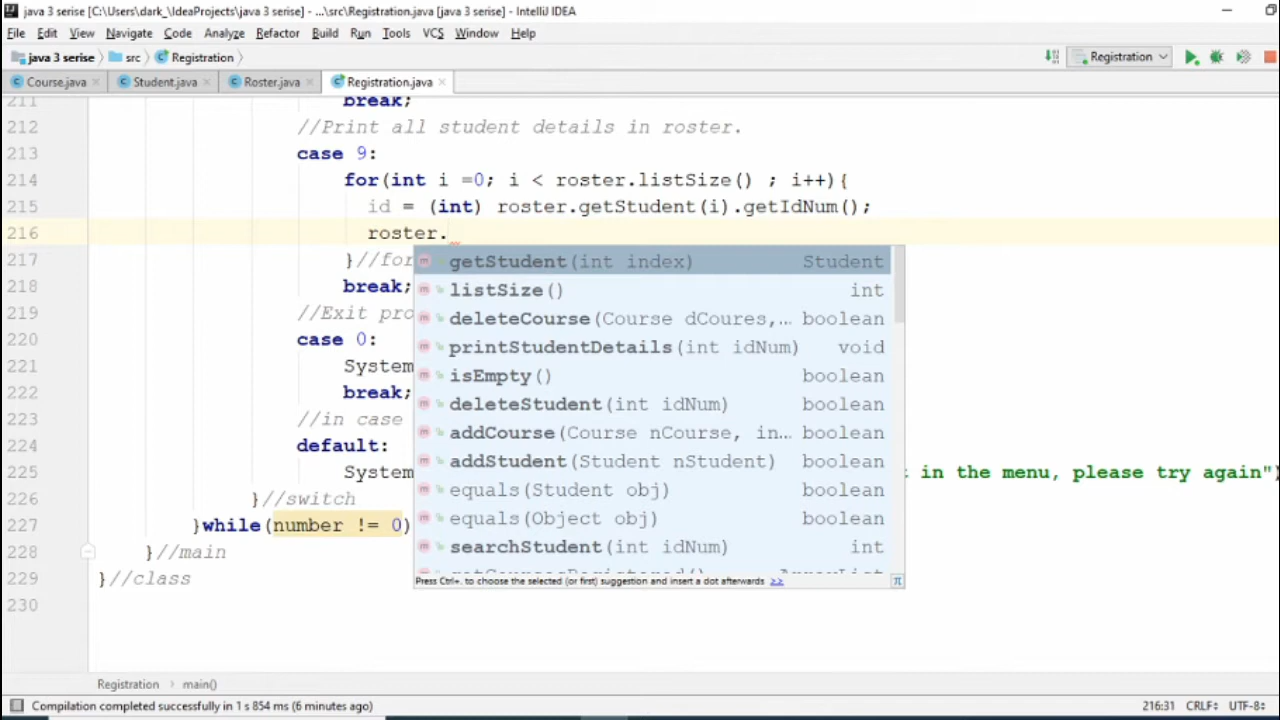 java 3 serise [C:\Users\dark_\IdeaProjects\java 3 serise] - ...\src\Registration.java [java 3 serise] - IntelliJ IDEA
File Edit View Navigate Code Analyze Refactor Build Run Tools VCS Window Help
java 3 serise src Registration Registration
Course.java Student.java Roster.java Registration.java
211 break;
212 //Print all student details in roster.
213 case 9:
214 for(int i =0; i < roster.listSize() ; i++){
215 id = (int) roster.getStudent(i).getIdNum();
216 roster.
217 }//for
218 break;
219 //Exit pro
220 case 0:
221 System
222 break;
223 //in case
224 default:
225 System t in the menu, please try again");
226 }//switch
227 }while(number != 0)
228 }//main
229 }//class
230
getStudent(int index) Student
listSize() int
deleteCourse(Course dCoures,… boolean
printStudentDetails(int idNum) void
isEmpty() boolean
deleteStudent(int idNum) boolean
addCourse(Course nCourse, in… boolean
addStudent(Student nStudent) boolean
equals(Student obj) boolean
equals(Object obj) boolean
searchStudent(int idNum) int
Press Ctrl+. to choose the selected (or first) suggestion and insert a dot afterwards >> π
Registration main()
Compilation completed successfully in 1 s 854 ms (6 minutes ago) 216:31 CRLF UTF-8